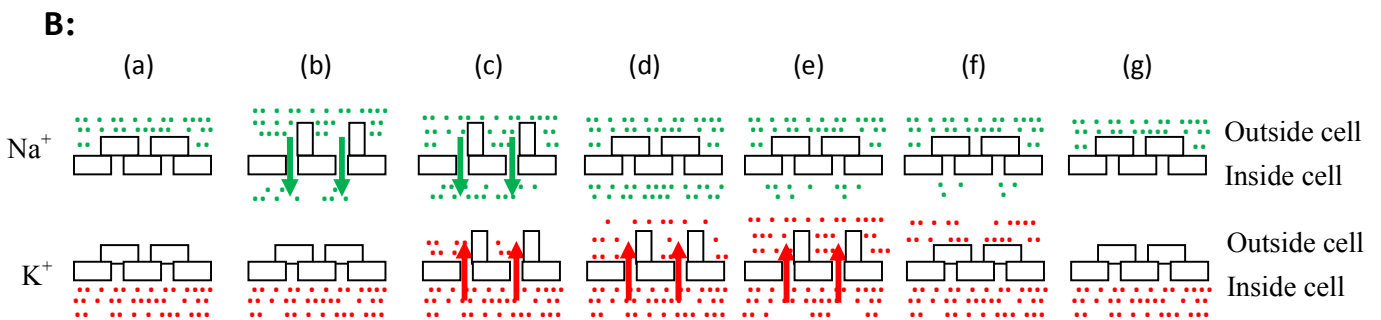 B:
(a) (b) (c) (d) (e) (f) (g)
Na⁺ Outside cell
Inside cell
K⁺ Outside cell
Inside cell